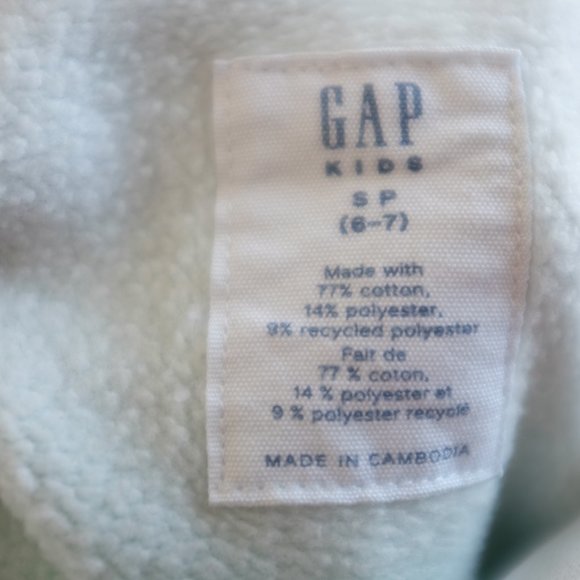 GAP
KIDS
S P
(6-7)
Made with
77% cotton,
14% polyester,
9% recycled polyester
Fait de
77 % coton,
14 % polyester et
9 % polyester recyclé
MADE IN CAMBODIA